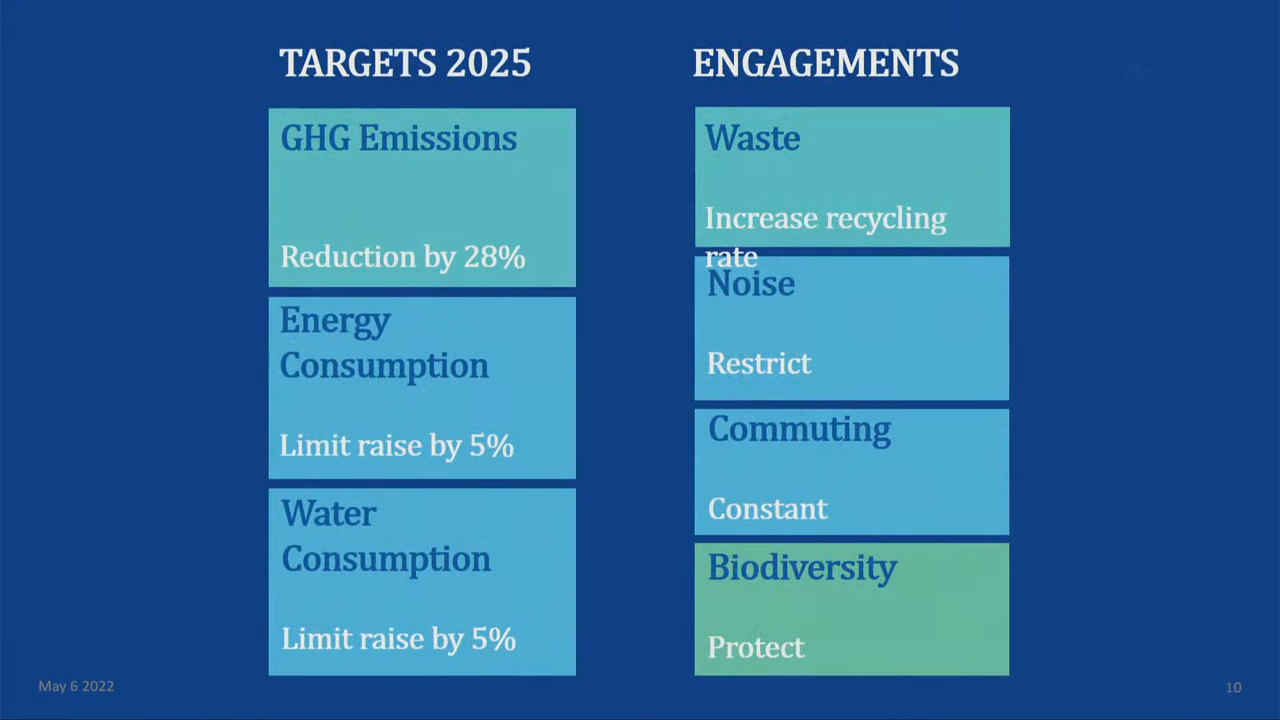 TARGETS 2025
GHG Emissions
Reduction by 28%
Energy
Consumption
Limit raise by 5%
Water
Consumption
Limit raise by 5%
ENGAGEMENTS
Waste
Increase recycling
rate
Noise
Restrict
Commuting
Constant
Biodiversity
Protect
May 6 2022
10